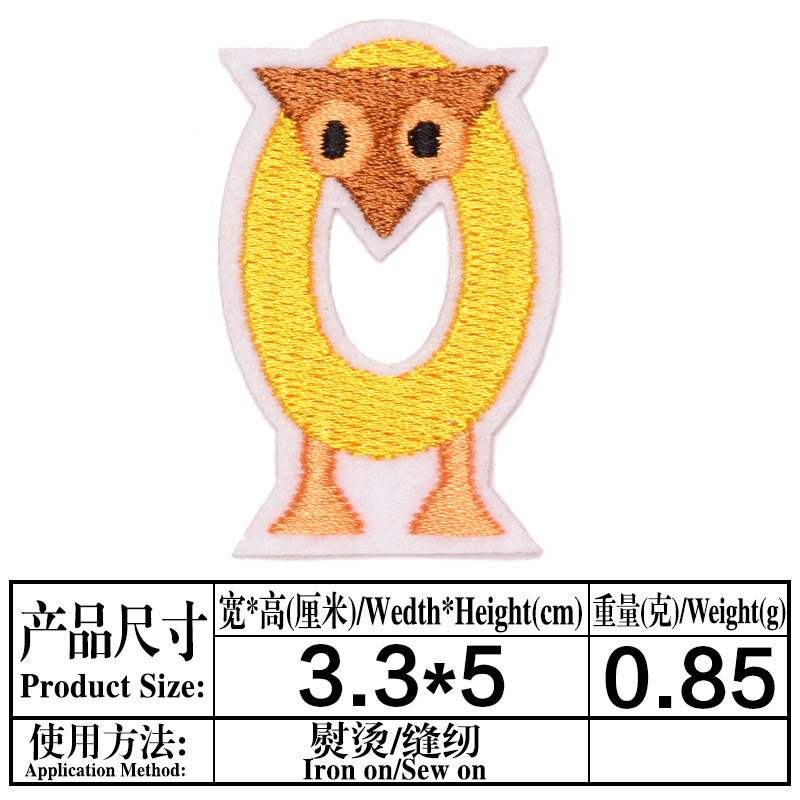 产品尺寸
Product Size:
宽*高(厘米)/Wedth*Height(cm)
重量(克)/Weight(g)
3.3*5
0.85
使用方法:
Application Method:
熨烫/缝纫
Iron on/Sew on